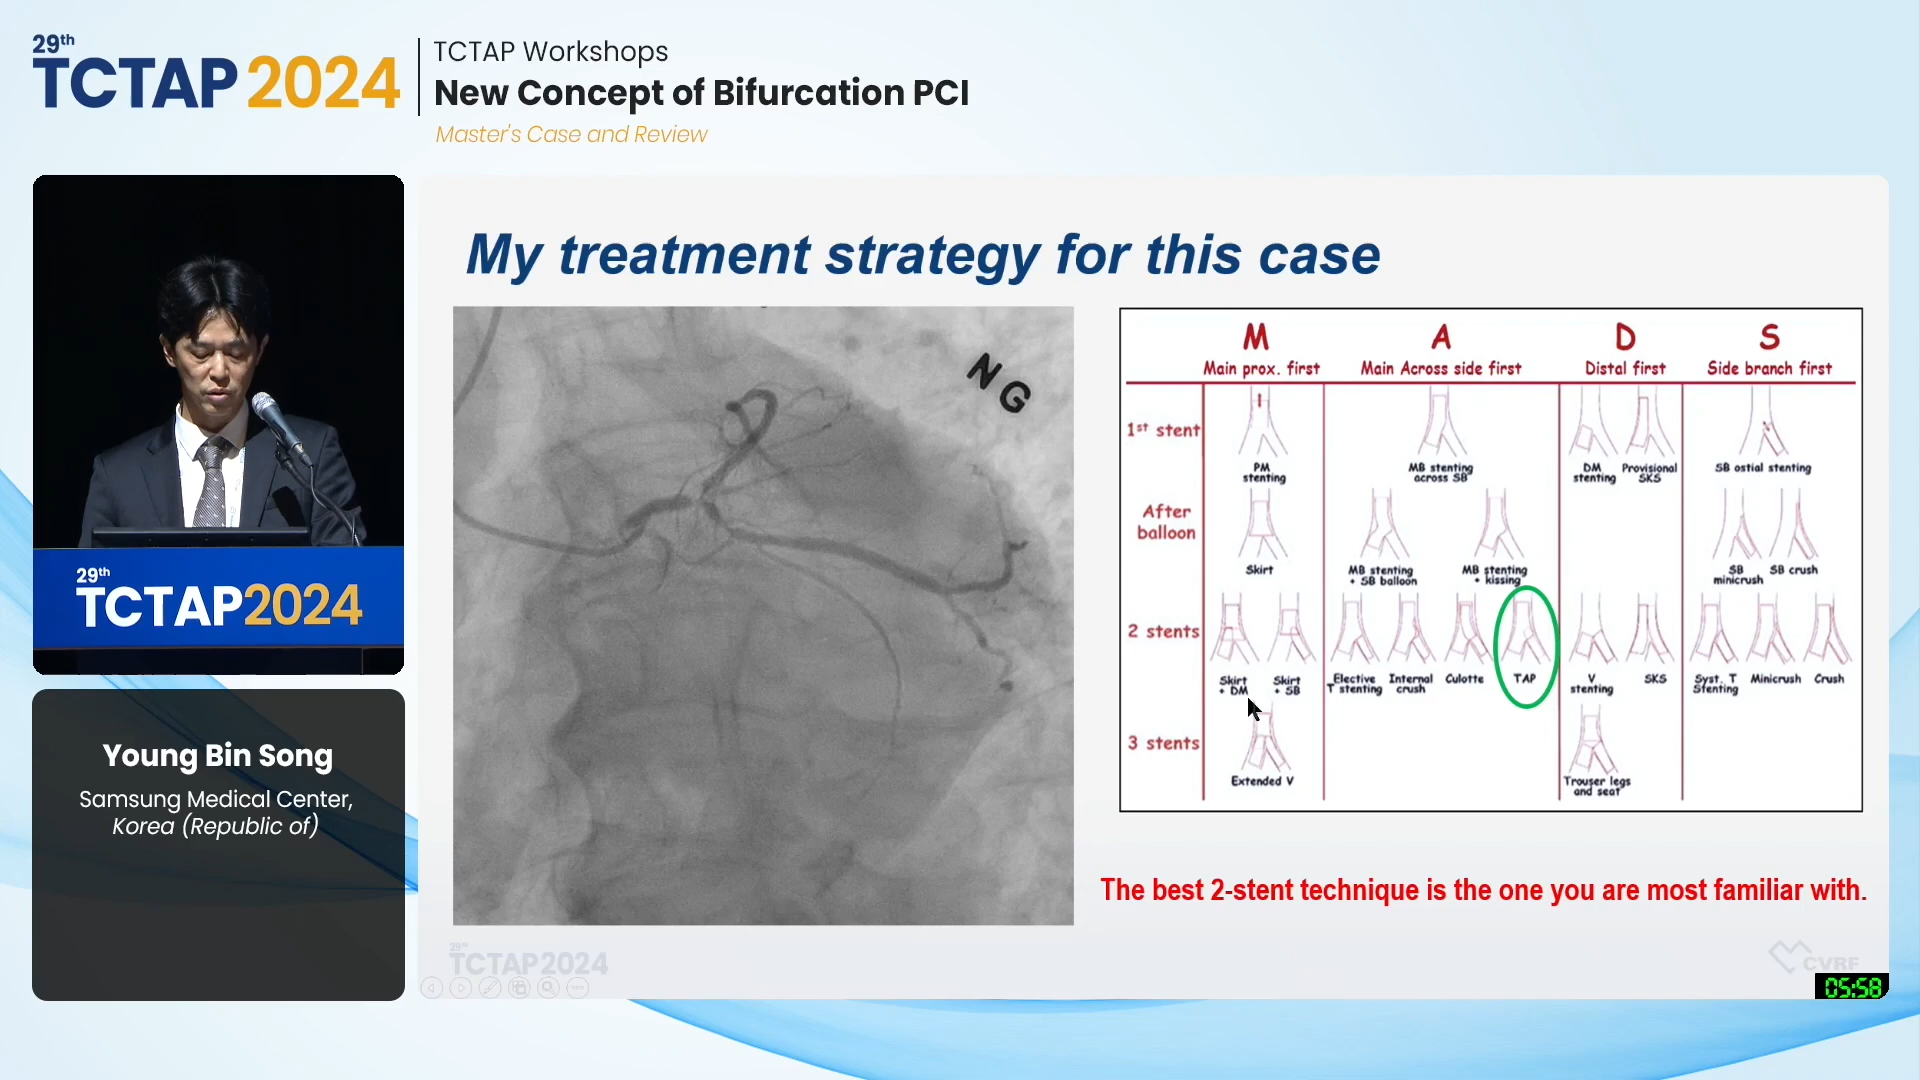 29th
TCTAP 2024
TCTAP Workshops
New Concept of Bifurcation PCI
Master's Case and Review
29th
TCTAP2024
Young Bin Song
Samsung Medical Center,
Korea (Republic of)
My treatment strategy for this case
N G
M A D S
Main prox. first Main Across side first Distal first Side branch first
1st stent
PM stenting
MB stenting across SB
DM stenting
Provisional SKS
SB ostial stenting
After balloon
Skirt
MB stenting + SB balloon
MB stenting + kissing
SB minicrush
SB crush
2 stents
Skirt + DM
Skirt + SB
Elective T stenting
Internal crush
Culotte
TAP
V stenting
SKS
Syst. T Stenting
Minicrush
Crush
3 stents
Extended V
Trouser legs and seat
The best 2-stent technique is the one you are most familiar with.
29th
TCTAP2024
CVRF
05:58